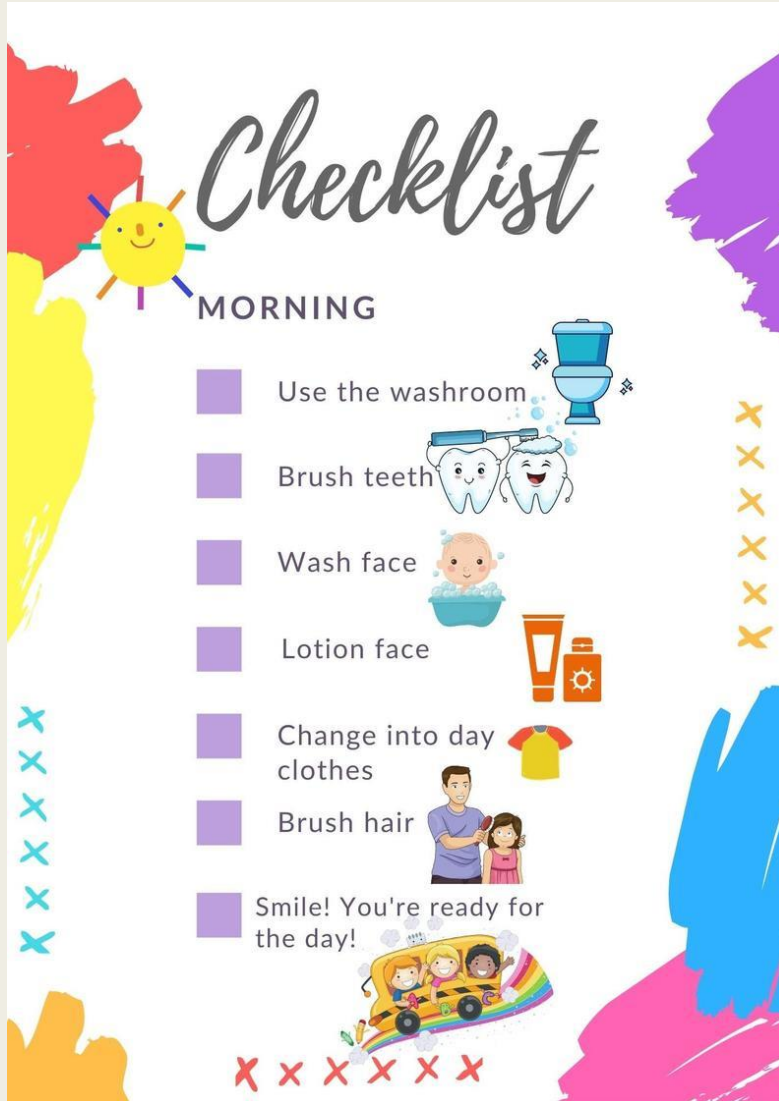 Checklist
MORNING
Use the washroom
Brush teeth
Wash face
Lotion face
Change into day
clothes
Brush hair
Smile! You're ready for
the day!
A B C